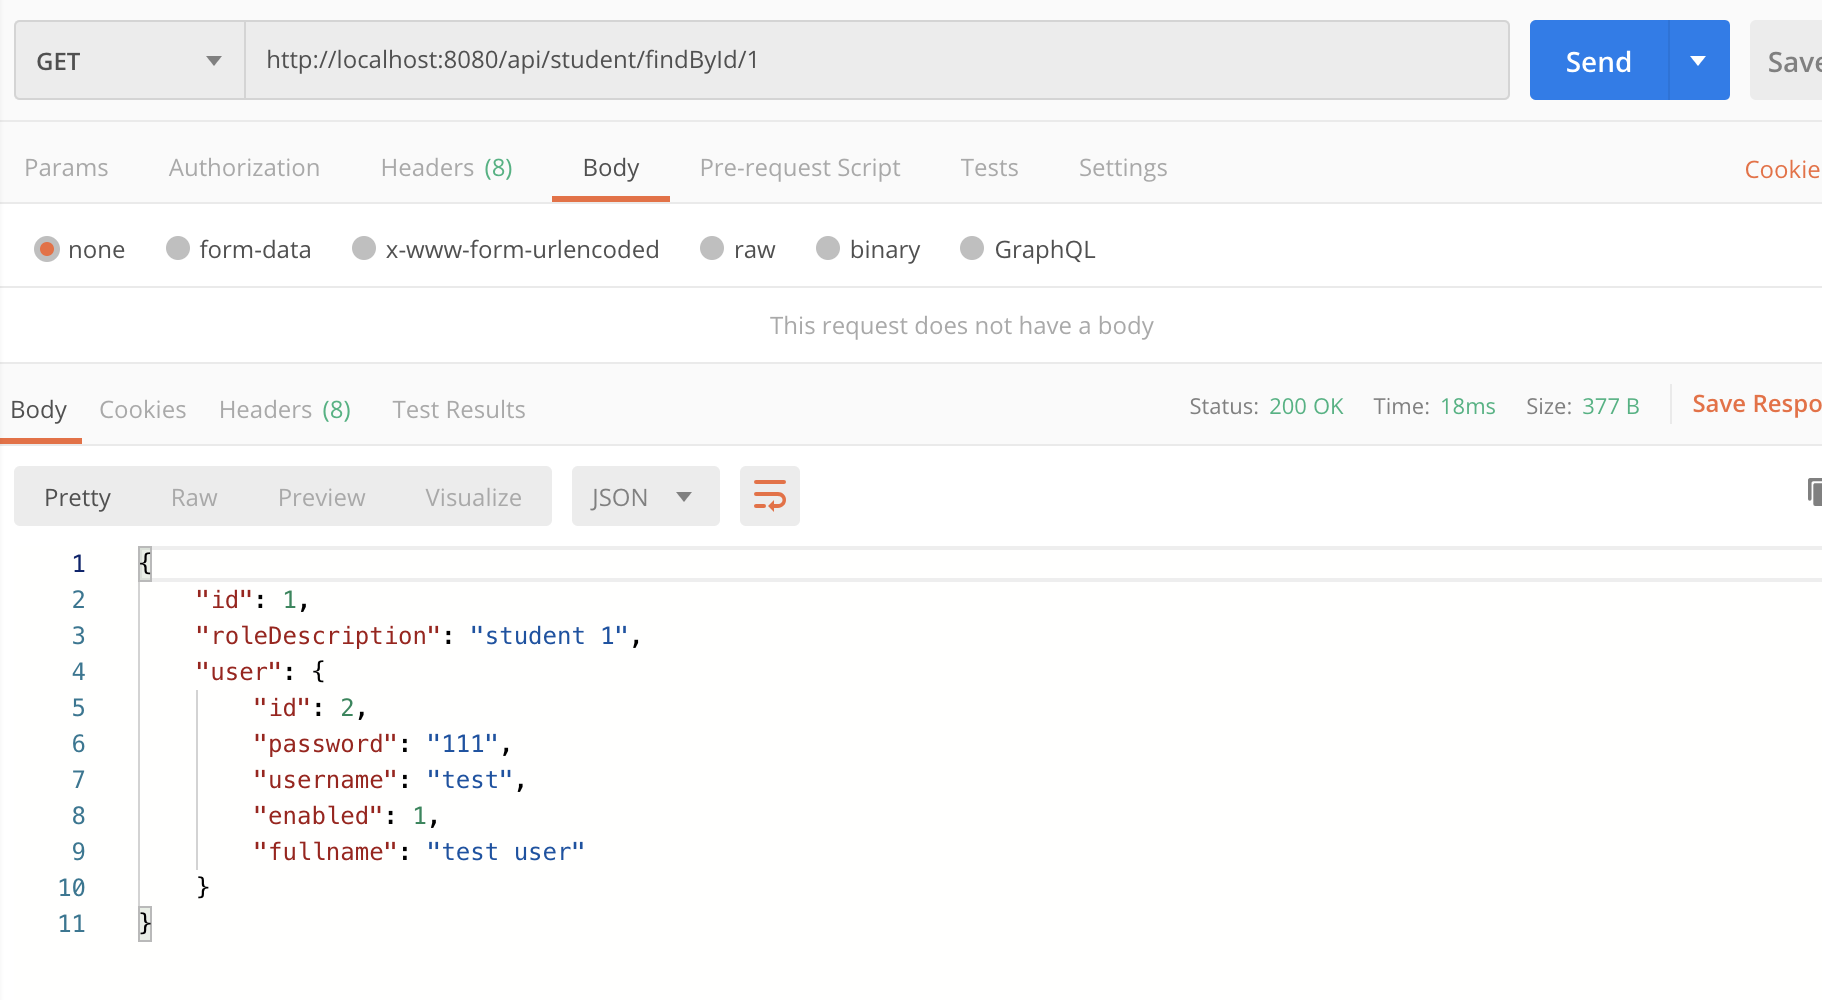 GET http://localhost:8080/api/student/findById/1 Send Save
Params Authorization Headers (8) Body Pre-request Script Tests Settings Cookie
none form-data x-www-form-urlencoded raw binary GraphQL
This request does not have a body
Body Cookies Headers (8) Test Results Status: 200 OK Time: 18ms Size: 377 B Save Respo
Pretty Raw Preview Visualize JSON
1 {
2 "id": 1,
3 "roleDescription": "student 1",
4 "user": {
5 "id": 2,
6 "password": "111",
7 "username": "test",
8 "enabled": 1,
9 "fullname": "test user"
10 }
11 }